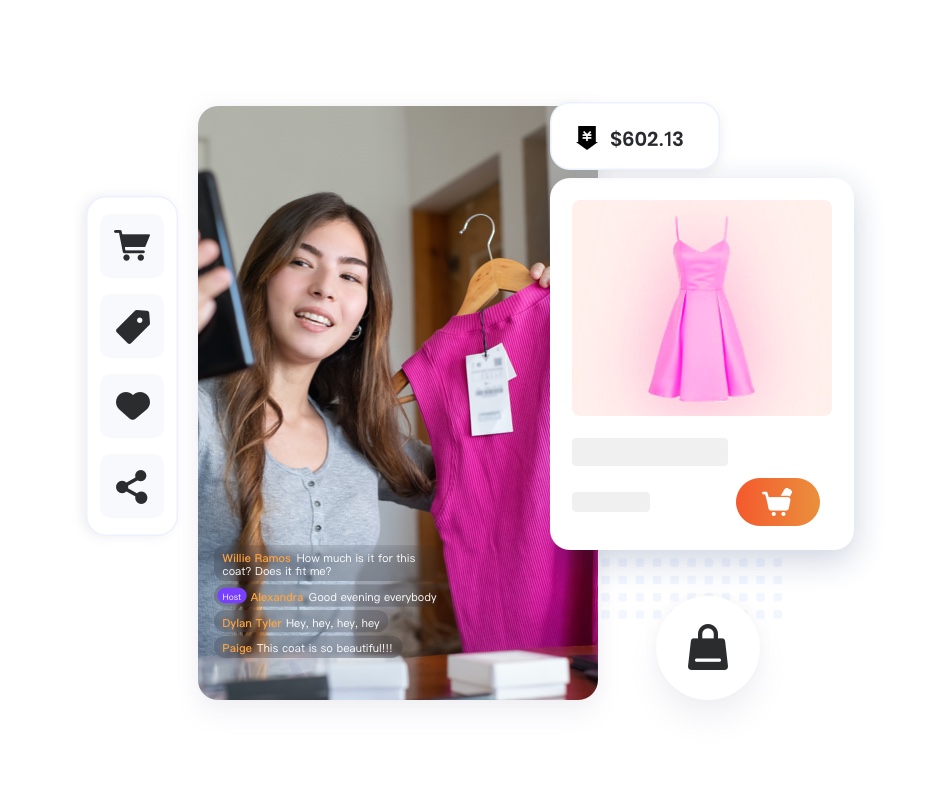 ¥ $602.13
Willie Ramos How much is it for this
coat? Does it fit me?
Host Alexandra Good evening everybody
Dylan Tyler Hey, hey, hey, hey
Paige This coat is so beautiful!!!